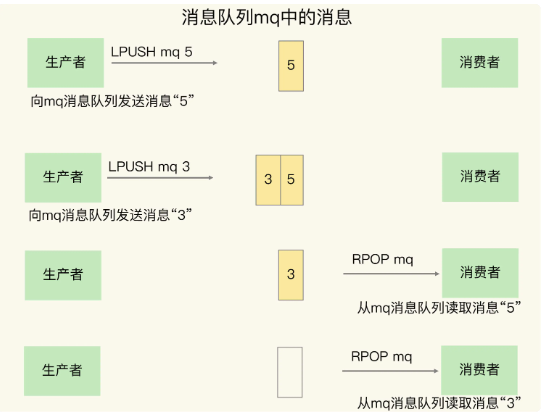 消息队列mq中的消息
生产者
LPUSH mq 5
5
消费者
向mq消息队列发送消息“5”
生产者
LPUSH mq 3
3 5
消费者
向mq消息队列发送消息“3”
生产者
3
RPOP mq
消费者
从mq消息队列读取消息“5”
生产者
RPOP mq
消费者
从mq消息队列读取消息“3”